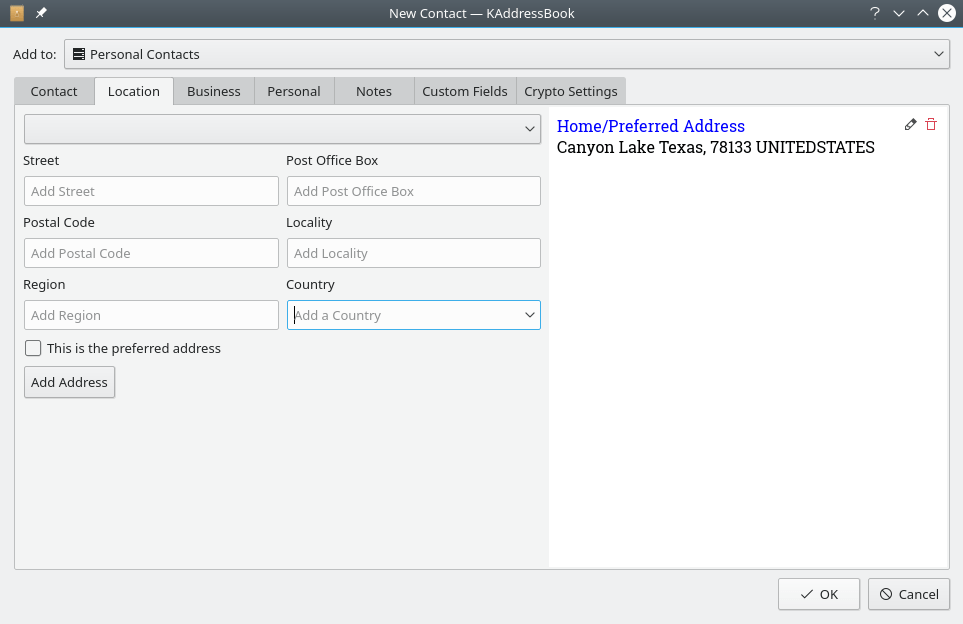 New Contact — KAddressBook
Add to:
Personal Contacts
Contact
Location
Business
Personal
Notes
Custom Fields
Crypto Settings
Street
Post Office Box
Add Street
Add Post Office Box
Postal Code
Locality
Add Postal Code
Add Locality
Region
Country
Add Region
Add a Country
This is the preferred address
Add Address
Home/Preferred Address
Canyon Lake Texas, 78133 UNITEDSTATES
OK
Cancel